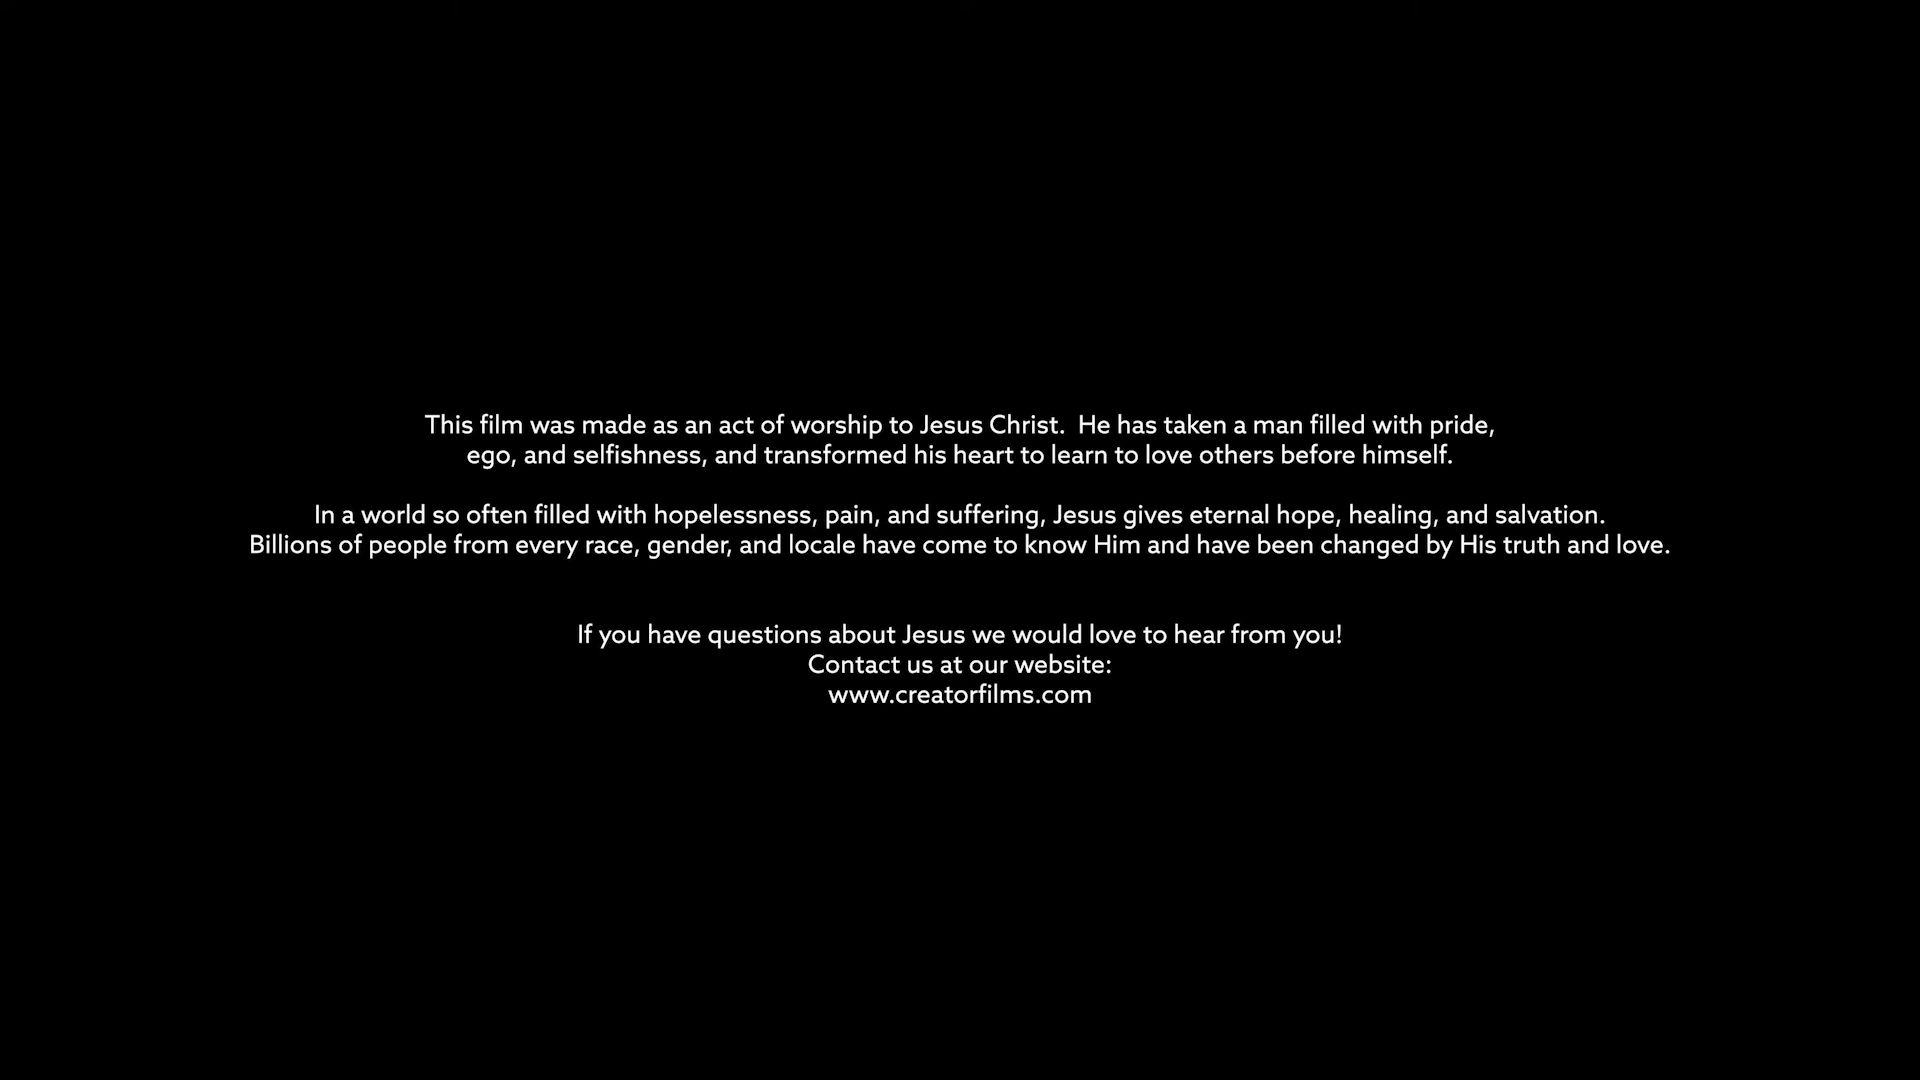 This film was made as an act of worship to Jesus Christ.  He has taken a man filled with pride,
ego, and selfishness, and transformed his heart to learn to love others before himself.
In a world so often filled with hopelessness, pain, and suffering, Jesus gives eternal hope, healing, and salvation.
Billions of people from every race, gender, and locale have come to know Him and have been changed by His truth and love.
If you have questions about Jesus we would love to hear from you!
Contact us at our website:
www.creatorfilms.com